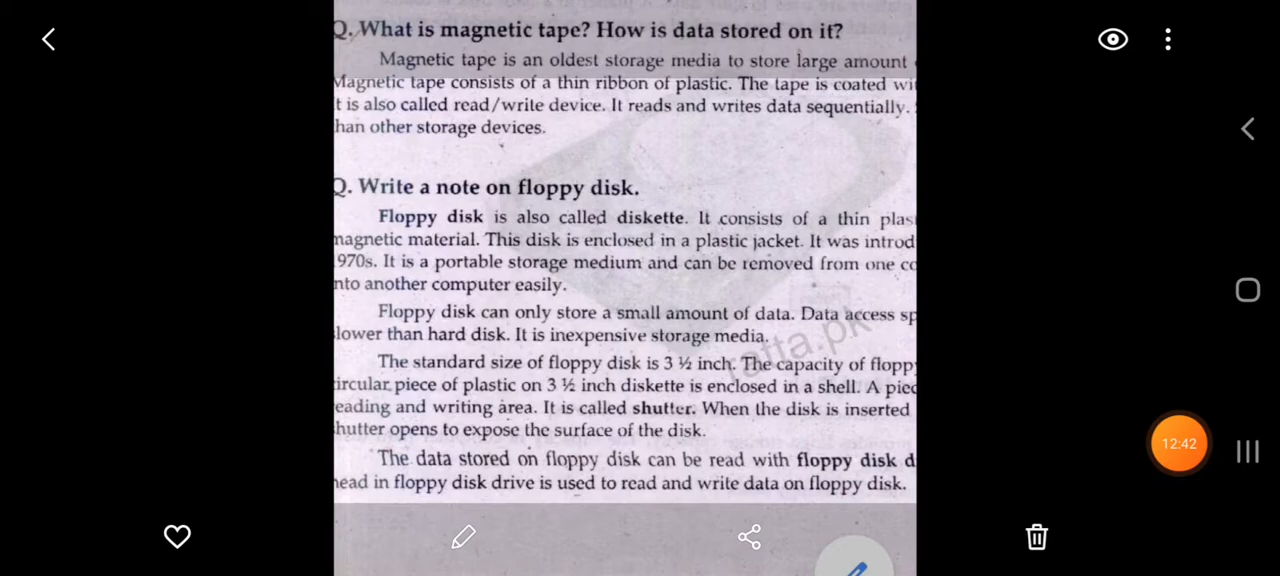 Q. What is magnetic tape? How is data stored on it?
Magnetic tape is an oldest storage media to store large amount
Magnetic tape consists of a thin ribbon of plastic. The tape is coated wi
t is also called read/write device. It reads and writes data sequentially.
han other storage devices.
Q. Write a note on floppy disk.
Floppy disk is also called diskette. It consists of a thin plas
magnetic material. This disk is enclosed in a plastic jacket. It was introd
970s. It is a portable storage medium and can be removed from one co
nto another computer easily.
Floppy disk can only store a small amount of data. Data access sp
lower than hard disk. It is inexpensive storage media.
raffa.pk
The standard size of floppy disk is 3 ½ inch. The capacity of flopp
ircular piece of plastic on 3 ½ inch diskette is enclosed in a shell. A piec
eading and writing area. It is called shutter. When the disk is inserted
hutter opens to expose the surface of the disk.
The data stored on floppy disk can be read with floppy disk d
head in floppy disk drive is used to read and write data on floppy disk.
12:42